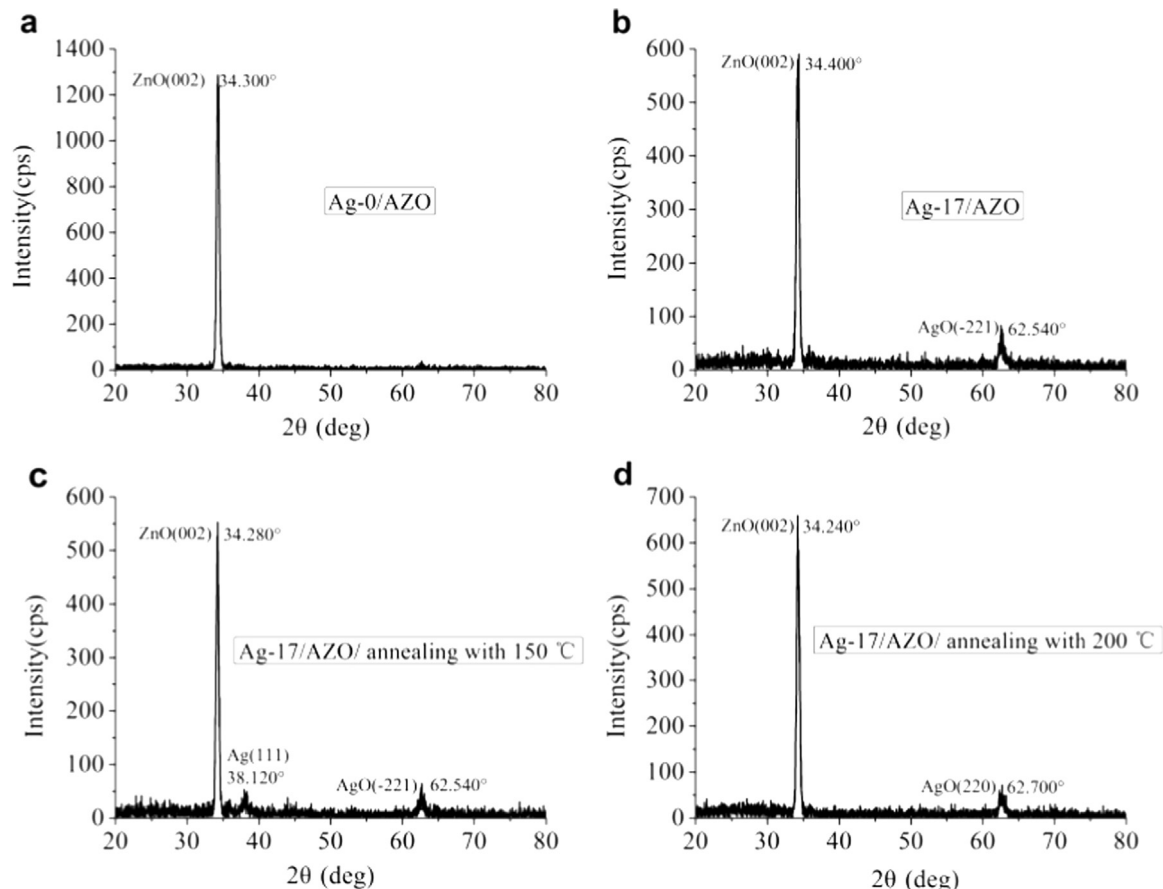 a
1400
1200
1000
800
600
400
200
0
Intensity(cps)
ZnO(002) 34.300°
Ag-0/AZO
20 30 40 50 60 70 80
2θ (deg)
b
600
500
400
300
200
100
0
Intensity(cps)
ZnO(002) 34.400°
Ag-17/AZO
AgO(-221) 62.540°
20 30 40 50 60 70 80
2θ (deg)
c
600
500
400
300
200
100
0
Intensity(cps)
ZnO(002) 34.280°
Ag-17/AZO/ annealing with 150 ℃
Ag(111)
38.120°
AgO(-221) 62.540°
20 30 40 50 60 70 80
2θ (deg)
d
700
600
500
400
300
200
100
0
Intensity(cps)
ZnO(002) 34.240°
Ag-17/AZO/ annealing with 200 ℃
AgO(220) 62.700°
20 30 40 50 60 70 80
2θ (deg)